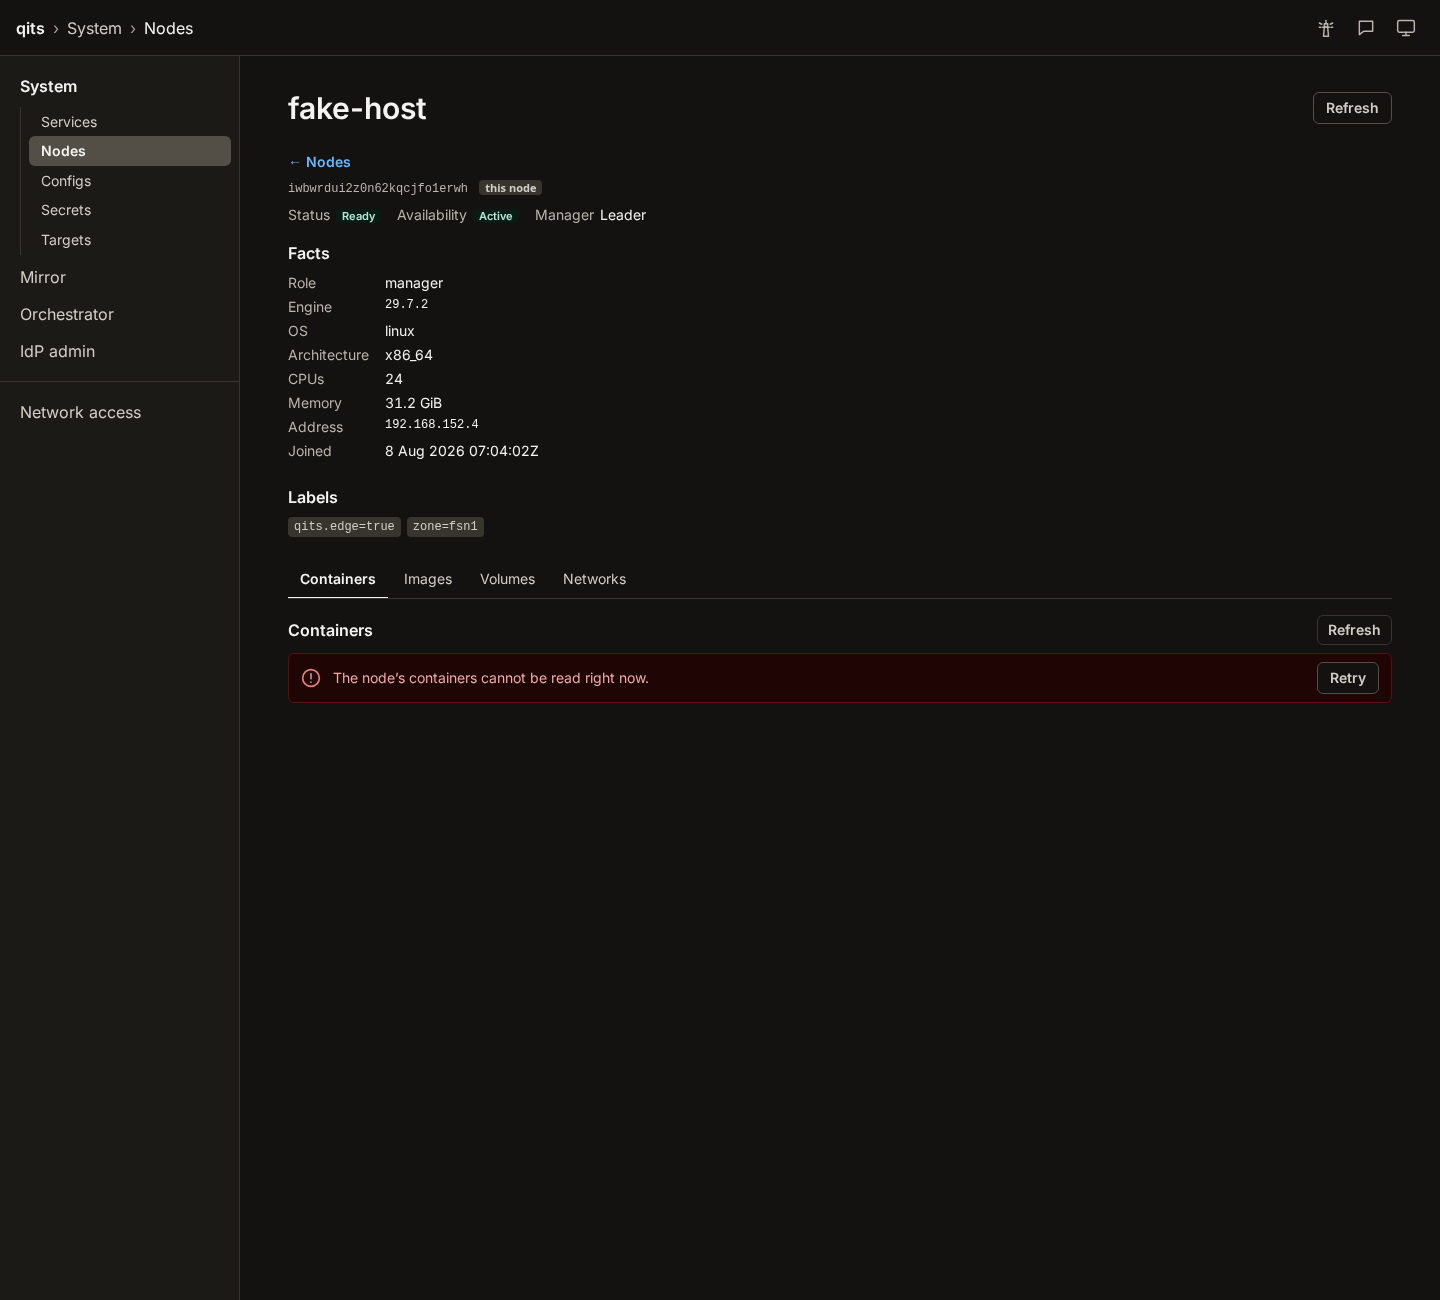 qits › System › Nodes
System
Services
Nodes
Configs
Secrets
Targets
Mirror
Orchestrator
IdP admin
Network access
fake-host
Refresh
← Nodes
iwbwrdui2z0n62kqcjfo1erwh this node
Status Ready Availability Active Manager Leader
Facts
Role manager
Engine 29.7.2
OS linux
Architecture x86_64
CPUs 24
Memory 31.2 GiB
Address 192.168.152.4
Joined 8 Aug 2026 07:04:02Z
Labels
qits.edge=true zone=fsn1
Containers Images Volumes Networks
Containers Refresh
The node’s containers cannot be read right now. Retry